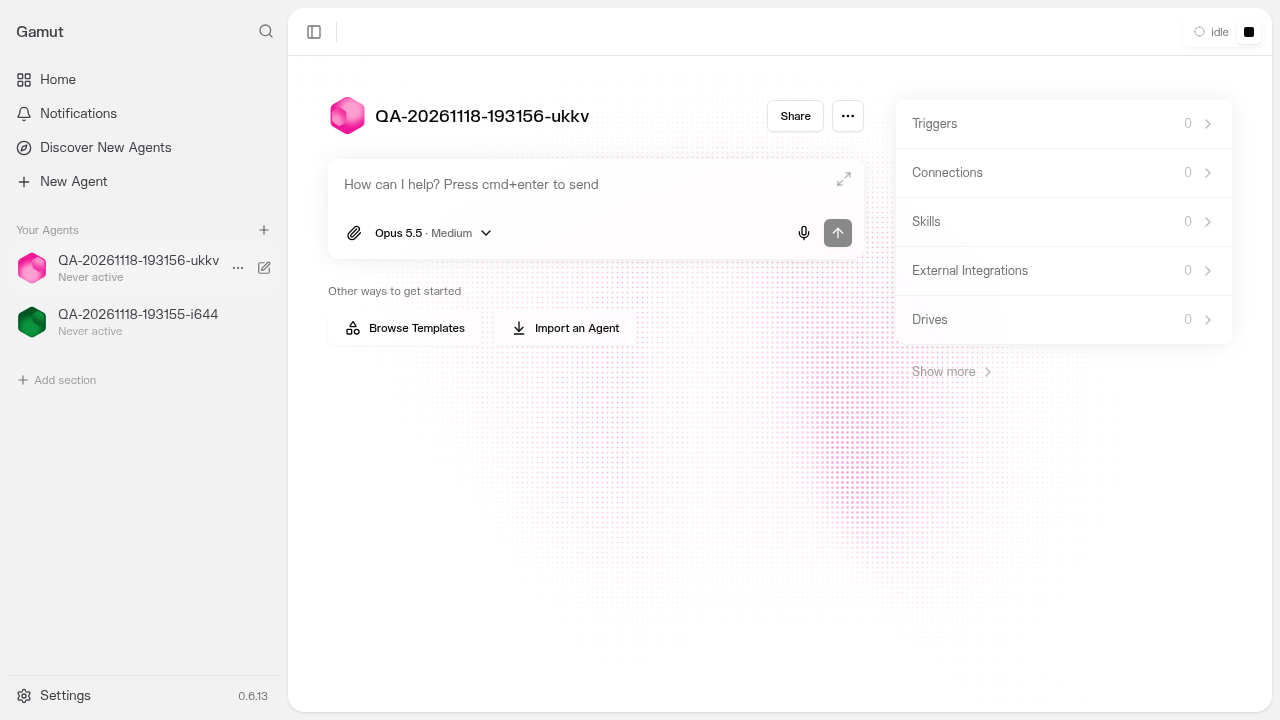 Gamut
Home
Notifications
Discover New Agents
New Agent
Your Agents
QA-20261118-193156-ukkv
Never active
QA-20261118-193155-i644
Never active
Add section
Settings
0.6.13
idle
QA-20261118-193156-ukkv
Share
How can I help? Press cmd+enter to send
Opus 5.5 · Medium
Other ways to get started
Browse Templates
Import an Agent
Triggers 0
Connections 0
Skills 0
External Integrations 0
Drives 0
Show more